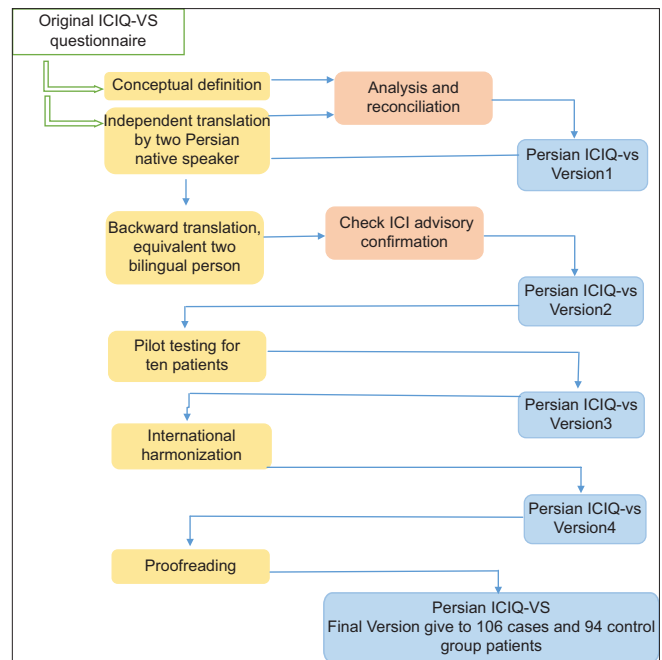 Original ICIQ-VS
questionnaire
Conceptual definition
Analysis and
reconciliation
Independent translation
by two Persian
native speaker
Persian ICIQ-vs
Version1
Backward translation,
equivalent two
bilingual person
Check ICI advisory
confirmation
Persian ICIQ-vs
Version2
Pilot testing for
ten patients
Persian ICIQ-vs
Version3
International
harmonization
Persian ICIQ-vs
Version4
Proofreading
Persian ICIQ-VS
Final Version give to 106 cases and 94 control
group patients